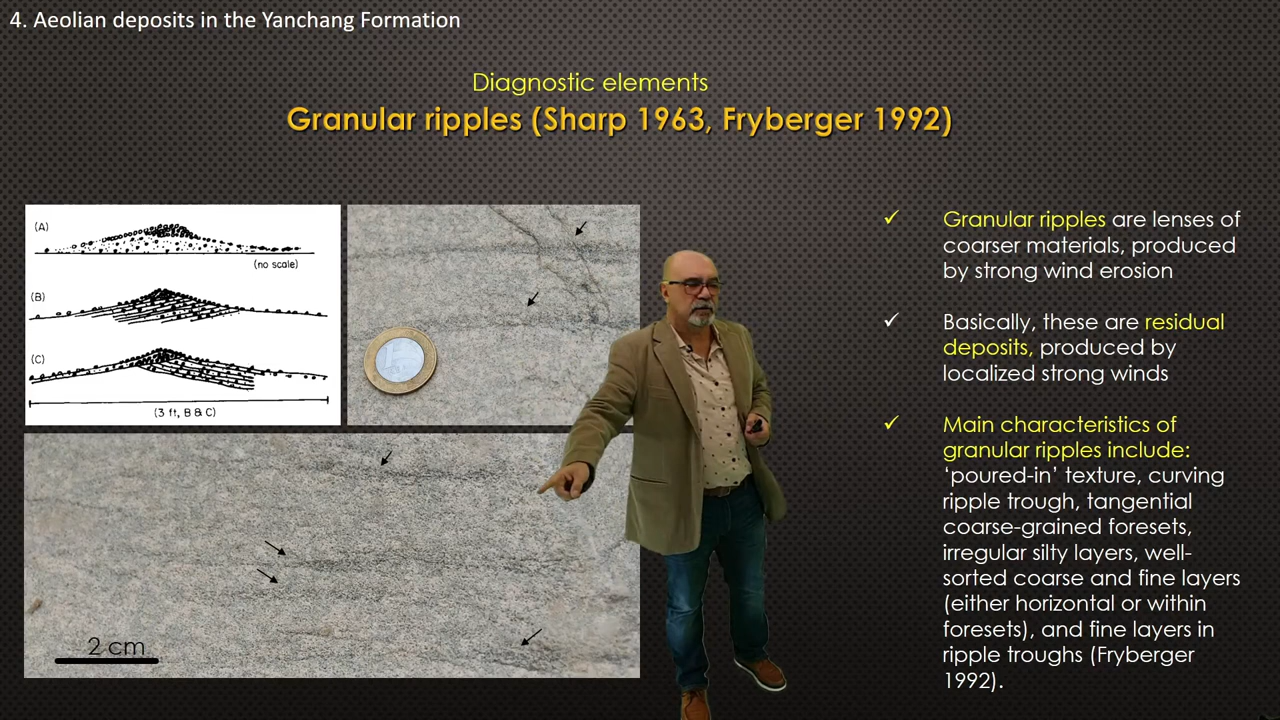 4. Aeolian deposits in the Yanchang Formation
Diagnostic elements
Granular ripples (Sharp 1963, Fryberger 1992)
(A)
(no scale)
(B)
(C)
(3 ft, B & C)
2 cm
Granular ripples are lenses of
coarser materials, produced
by strong wind erosion
Basically, these are residual
deposits, produced by
localized strong winds
Main characteristics of
granular ripples include:
‘poured-in’ texture, curving
ripple trough, tangential
coarse-grained foresets,
irregular silty layers, well-
sorted coarse and fine layers
(either horizontal or within
foresets), and fine layers in
ripple troughs (Fryberger
1992).